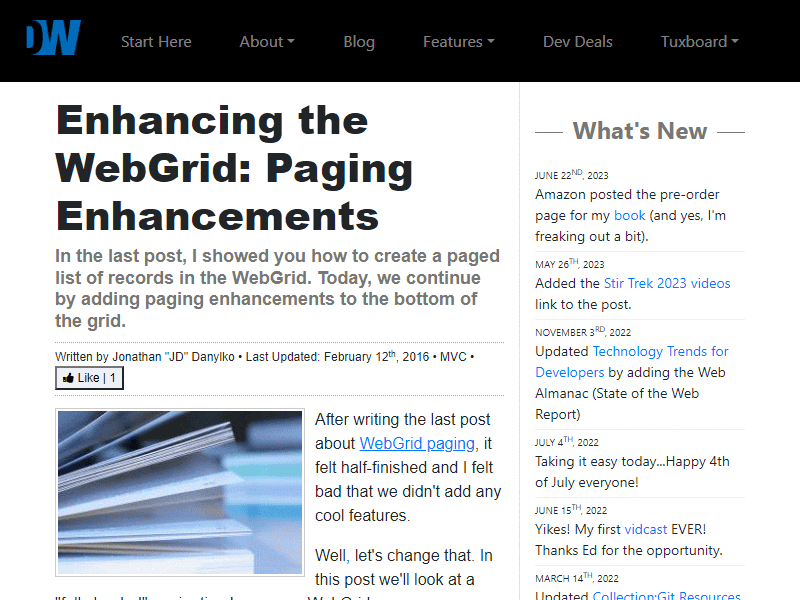 DW
Start Here
About
Blog
Features
Dev Deals
Tuxboard
Enhancing the
WebGrid: Paging
Enhancements
In the last post, I showed you how to create a paged
list of records in the WebGrid. Today, we continue
by adding paging enhancements to the bottom of
the grid.
Written by Jonathan "JD" Danylko • Last Updated: February 12th, 2016 • MVC •
Like | 1
After writing the last post
about WebGrid paging, it
felt half-finished and I felt
bad that we didn't add any
cool features.
Well, let's change that. In
this post we'll look at a
What's New
JUNE 22ND, 2023
Amazon posted the pre-order
page for my book (and yes, I'm
freaking out a bit).
MAY 26TH, 2023
Added the Stir Trek 2023 videos
link to the post.
NOVEMBER 3RD, 2022
Updated Technology Trends for
Developers by adding the Web
Almanac (State of the Web
Report)
JULY 4TH, 2022
Taking it easy today...Happy 4th
of July everyone!
JUNE 15TH, 2022
Yikes! My first vidcast EVER!
Thanks Ed for the opportunity.
MARCH 14TH, 2022
Updated Collection:Git Resources